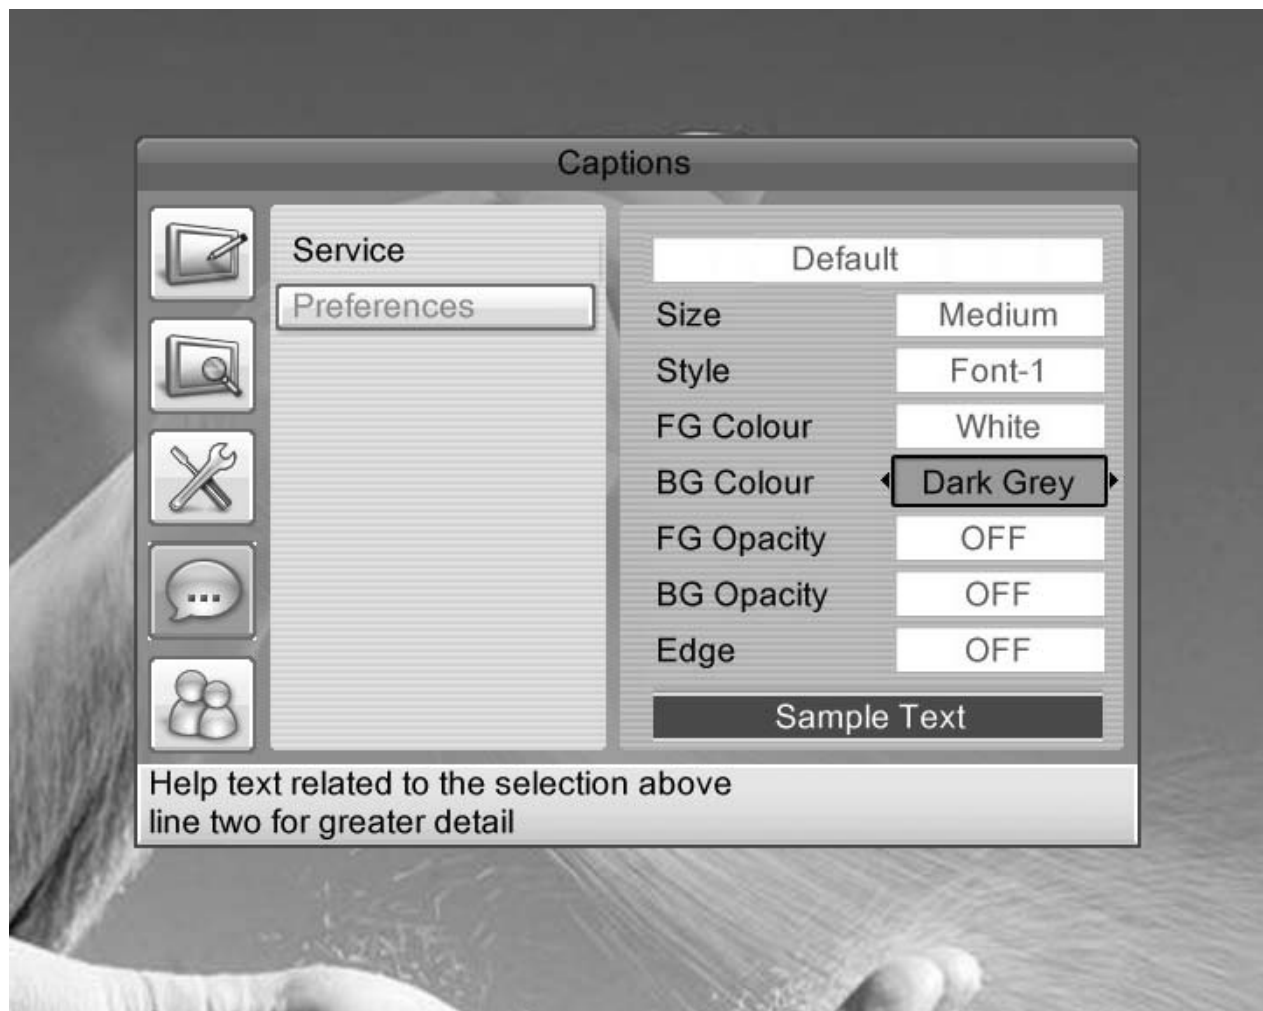 Captions
Service
Preferences
Default
Size Medium
Style Font-1
FG Colour White
BG Colour Dark Grey
FG Opacity OFF
BG Opacity OFF
Edge OFF
Sample Text
Help text related to the selection above
line two for greater detail